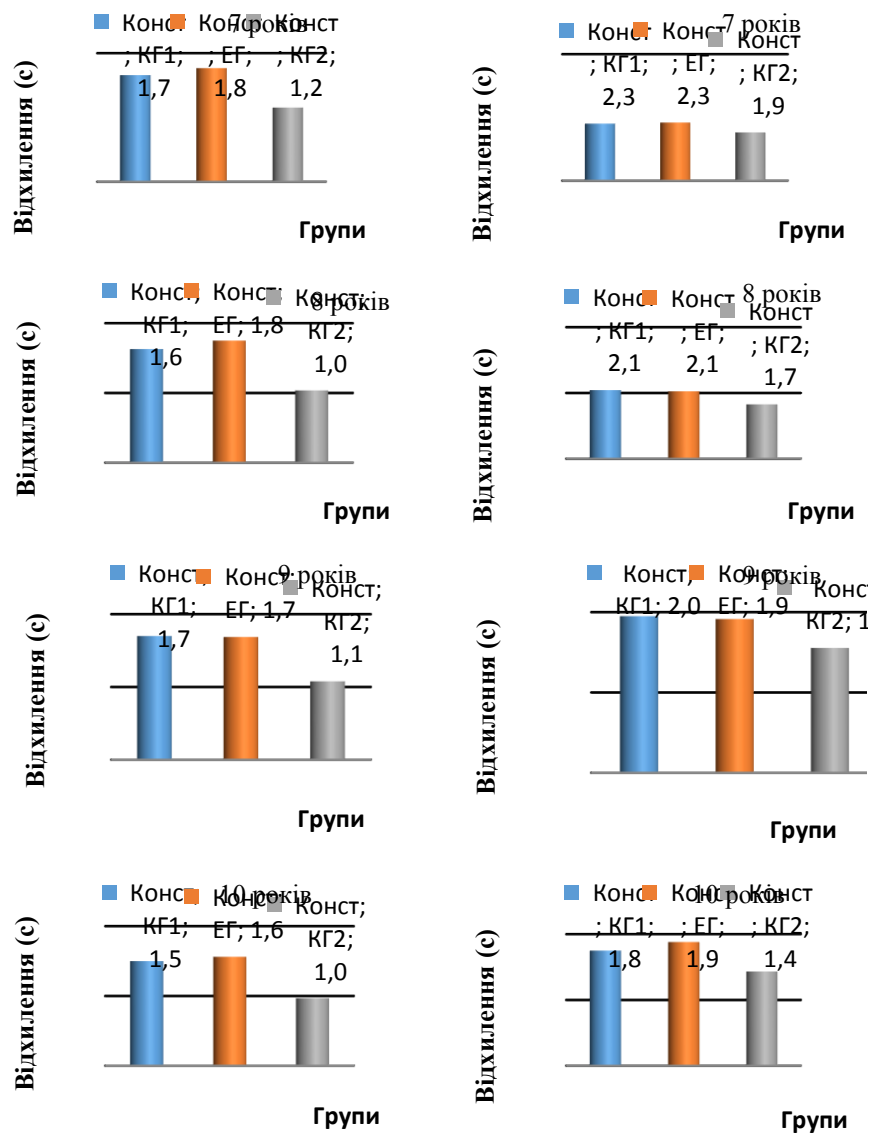 7 років
Відхилення (с)
Конст; КГ1; 1,7
Конст; ЕГ; 1,8
Конст; КГ2; 1,2
Групи
7 років
Відхилення (с)
Конст; КГ1; 2,3
Конст; ЕГ; 2,3
Конст; КГ2; 1,9
Групи
8 років
Відхилення (с)
Конст; КГ1; 1,6
Конст; ЕГ; 1,8
Конст; КГ2; 1,0
Групи
8 років
Відхилення (с)
Конст; КГ1; 2,1
Конст; ЕГ; 2,1
Конст; КГ2; 1,7
Групи
9 років
Відхилення (с)
Конст; КГ1; 1,7
Конст; ЕГ; 1,7
Конст; КГ2; 1,1
Групи
9 років
Відхилення (с)
Конст; КГ1; 2,0
Конст; ЕГ; 1,9
Конст; КГ2;
Групи
10 років
Відхилення (с)
Конст; КГ1; 1,5
Конст; ЕГ; 1,6
Конст; КГ2; 1,0
Групи
10 років
Відхилення (с)
Конст; КГ1; 1,8
Конст; ЕГ; 1,9
Конст; КГ2; 1,4
Групи